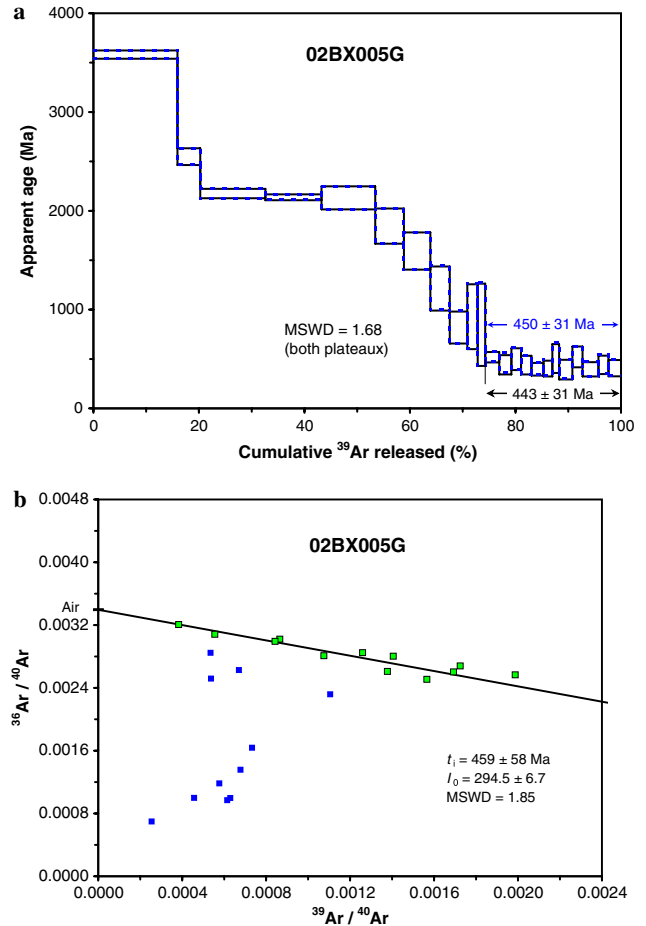 a
02BX005G
4000
3000
2000
1000
0
Apparent age (Ma)
MSWD = 1.68
(both plateaux)
450 ± 31 Ma
443 ± 31 Ma
0 20 40 60 80 100
Cumulative ³⁹Ar released (%)
b
02BX005G
0.0048
0.0040
Air
0.0032
0.0024
0.0016
0.0008
0.0000
³⁶Ar / ⁴⁰Ar
tᵢ = 459 ± 58 Ma
I₀ = 294.5 ± 6.7
MSWD = 1.85
0.0000 0.0004 0.0008 0.0012 0.0016 0.0020 0.0024
³⁹Ar / ⁴⁰Ar